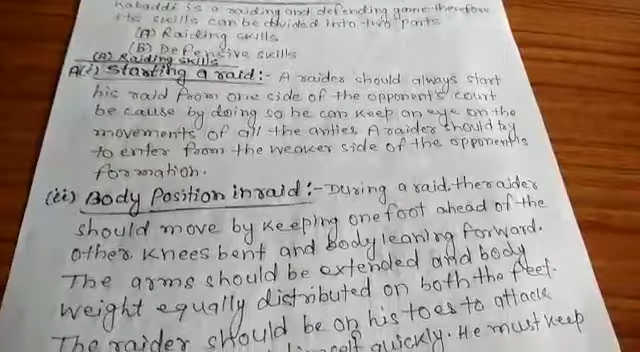 Kabaddi is a raiding and defending game therefore
its skills can be divided into two parts
(A) Raiding skills
(B) Defensive skills
(A) Raiding skills
A(i) Starting a raid:- A raider should always start
his raid from one side of the opponent's court
be cause by doing so he can keep an eye on the
movements of all the anties A raider should try
to enter from the weaker side of the opponents
formation.
(ii) Body Position in raid:- During a raid the raider
should move by keeping one foot ahead of the
other knees bent and body leaning forward.
The arms should be extended and body
weight equally distributed on both the feet.
The raider should be on his toes to attack
quickly. He must keep